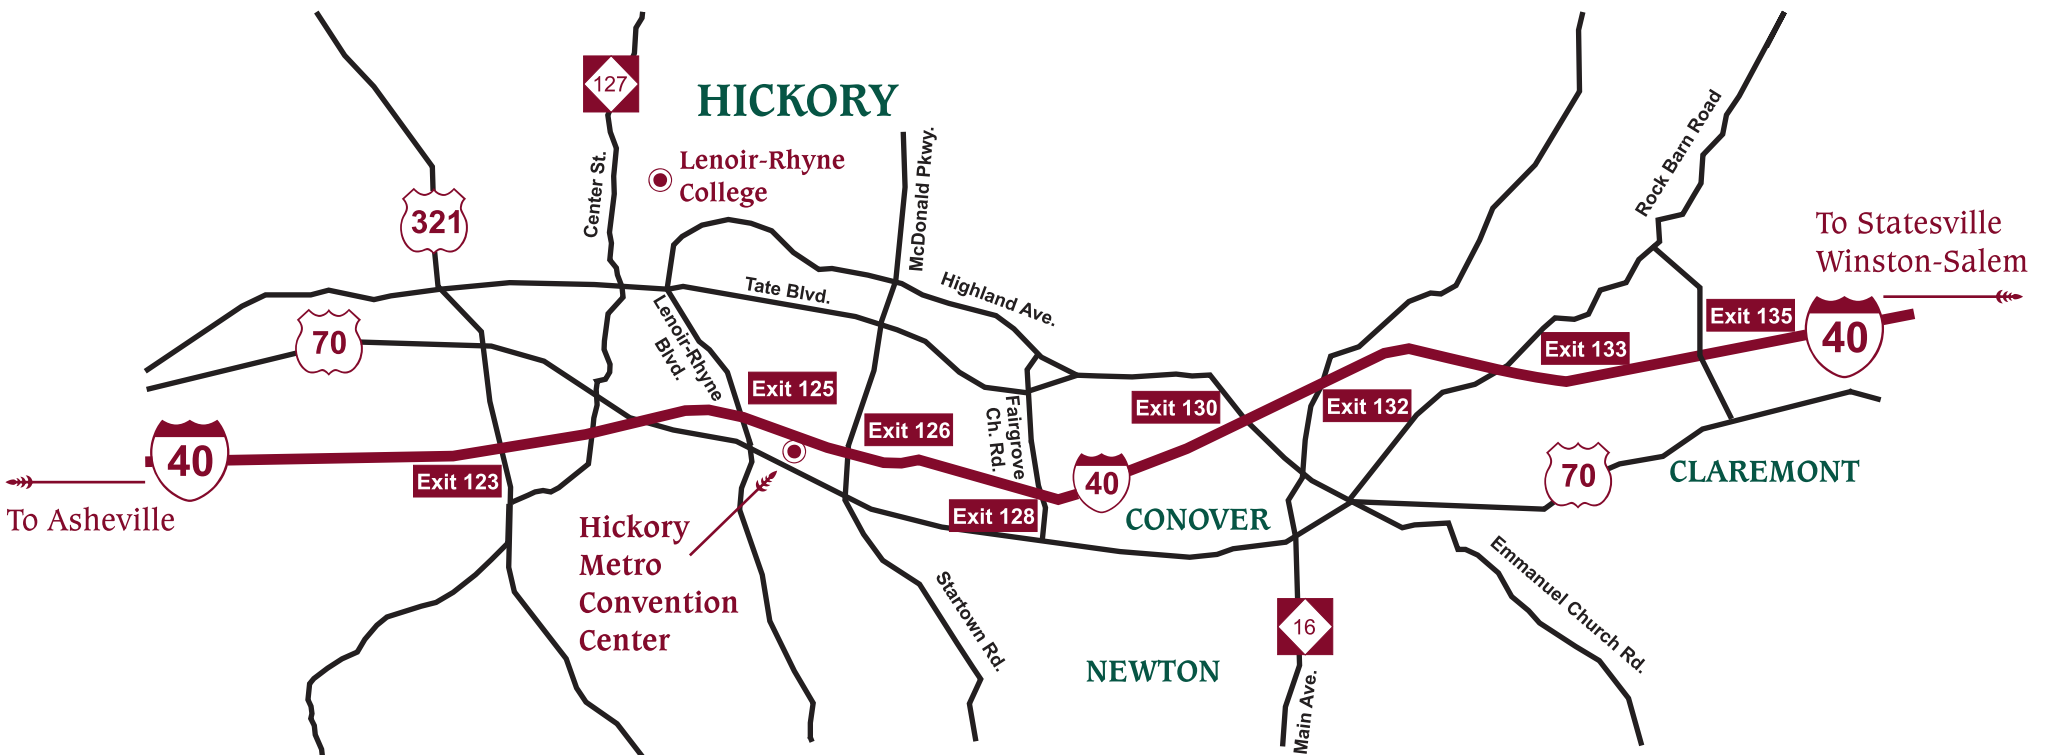 127
HICKORY
Lenoir-Rhyne
College
Center St.
McDonald Pkwy.
Rock Barn Road
321
To Statesville
Winston-Salem
Tate Blvd.
Highland Ave.
Lenoir-Rhyne
Blvd.
70
Exit 135
40
Exit 133
Exit 125
Exit 130
Exit 132
Exit 126
Fairgrove
Ch. Rd.
40
Exit 123
40
70
CLAREMONT
To Asheville
Exit 128
CONOVER
Hickory
Metro
Convention
Center
Startown Rd.
Emmanuel Church Rd.
16
NEWTON
Main Ave.